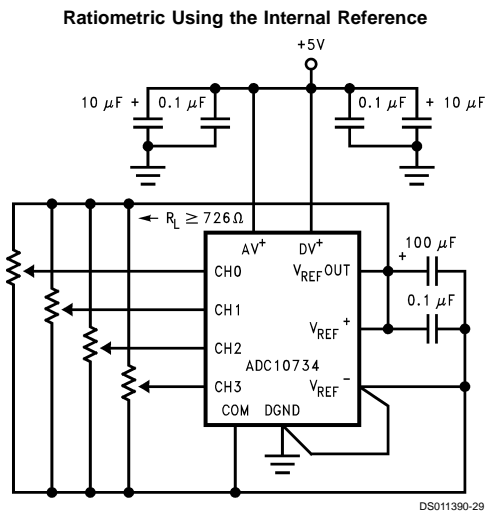 Ratiometric Using the Internal Reference
+5V
10 μF + 0.1 μF 0.1 μF + 10 μF
← R_L ≥ 726Ω
AV⁺ DV⁺
CH0 V_REF OUT + 100 μF
0.1 μF
CH1
V_REF⁺
CH2
ADC10734
CH3 V_REF⁻
COM DGND
DS011390-29